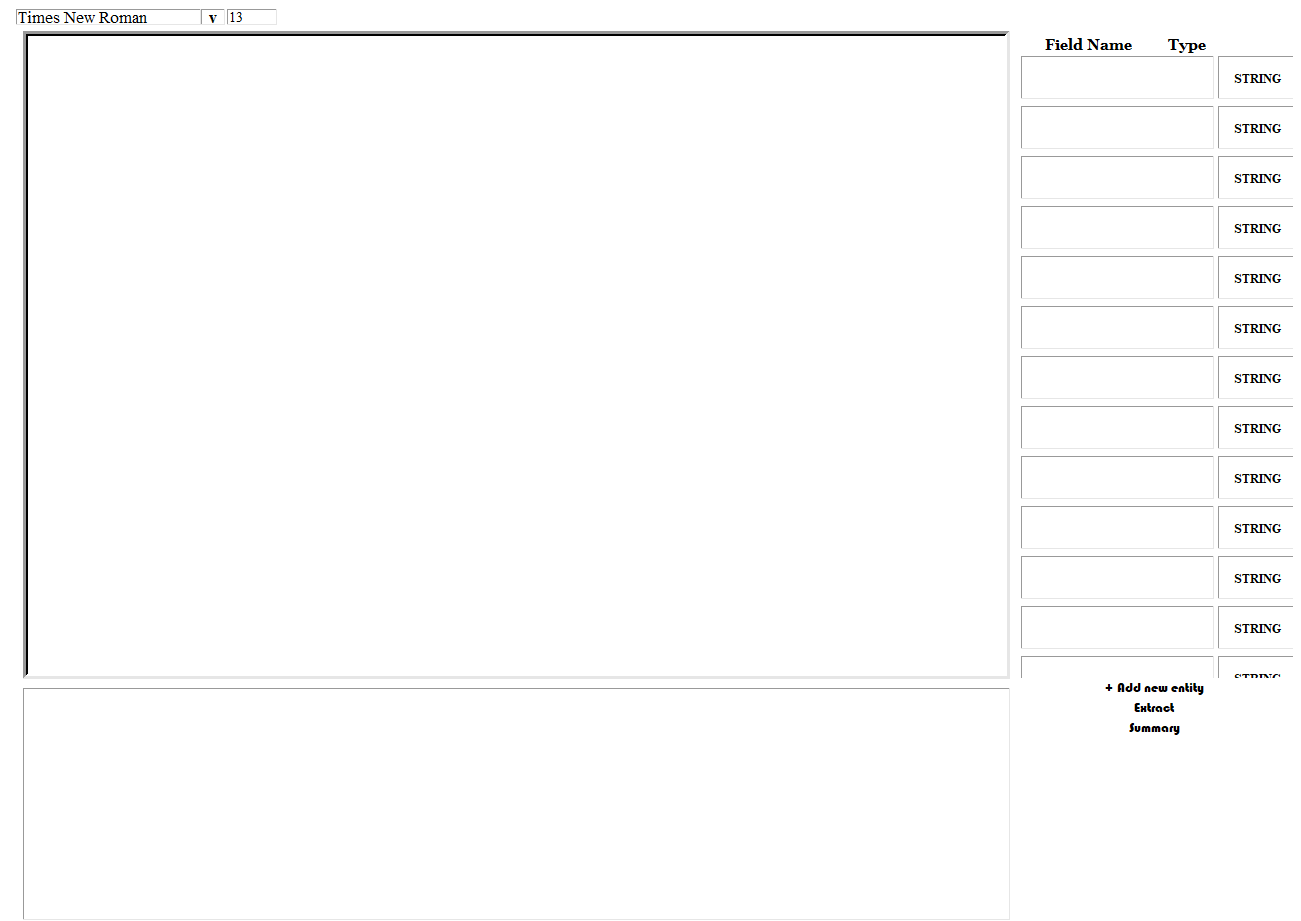 Times New Roman v 13
Field Name Type
STRING
STRING
STRING
STRING
STRING
STRING
STRING
STRING
STRING
STRING
STRING
STRING
STRING
+ Add new entity
Extract
Summary